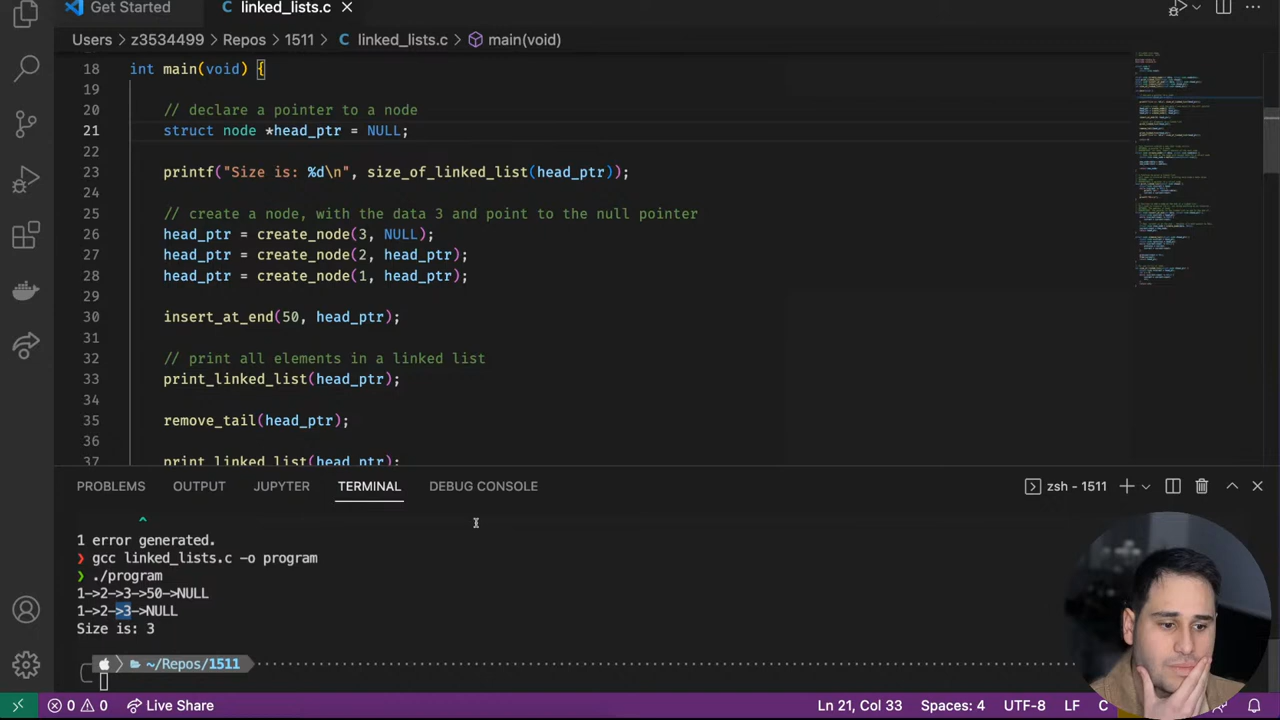 Get Started
linked_lists.c
Users > z3534499 > Repos > 1511 > linked_lists.c > main(void)
18 int main(void) {
19
20 // declare a pointer to a node
21 struct node *head_ptr = NULL;
22
23 printf("Size is: %d\n", size_of_linked_list(head_ptr));
24
25 // create a node, with the data 3 and point to the null pointer
26 head_ptr = create_node(3, NULL);
27 head_ptr = create_node(2, head_ptr);
28 head_ptr = create_node(1, head_ptr);
29
30 insert_at_end(50, head_ptr);
31
32 // print all elements in a linked list
33 print_linked_list(head_ptr);
34
35 remove_tail(head_ptr);
36
37 print_linked_list(head_ptr);
PROBLEMS OUTPUT JUPYTER TERMINAL DEBUG CONSOLE
zsh - 1511
^
1 error generated.
❯ gcc linked_lists.c -o program
❯ ./program
1->2->3->50->NULL
1->2->3->NULL
Size is: 3
~/Repos/1511
0 0 Live Share Ln 21, Col 33 Spaces: 4 UTF-8 LF C